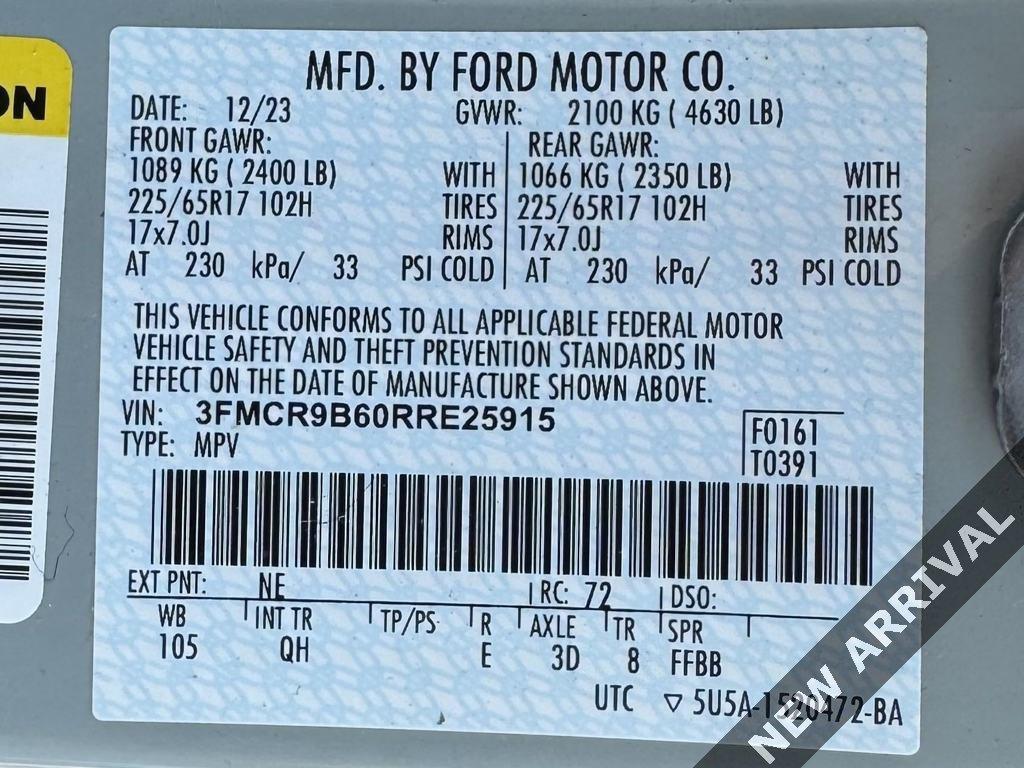 ON
MFD. BY FORD MOTOR CO.
DATE: 12/23 GVWR: 2100 KG ( 4630 LB)
FRONT GAWR: REAR GAWR:
1089 KG ( 2400 LB) WITH 1066 KG ( 2350 LB) WITH
225/65R17 102H TIRES 225/65R17 102H TIRES
17x7.0J RIMS 17x7.0J RIMS
AT 230 kPa/ 33 PSI COLD AT 230 kPa/ 33 PSI COLD
THIS VEHICLE CONFORMS TO ALL APPLICABLE FEDERAL MOTOR
VEHICLE SAFETY AND THEFT PREVENTION STANDARDS IN
EFFECT ON THE DATE OF MANUFACTURE SHOWN ABOVE.
VIN: 3FMCR9B60RRE25915
TYPE: MPV
F0161
T0391
EXT PNT: NE RC: 72 DSO:
WB INT TR TP/PS R AXLE TR SPR
105 QH E 3D 8 FFBB
UTC ▽ 5U5A-1520472-BA
NEW ARRIVAL